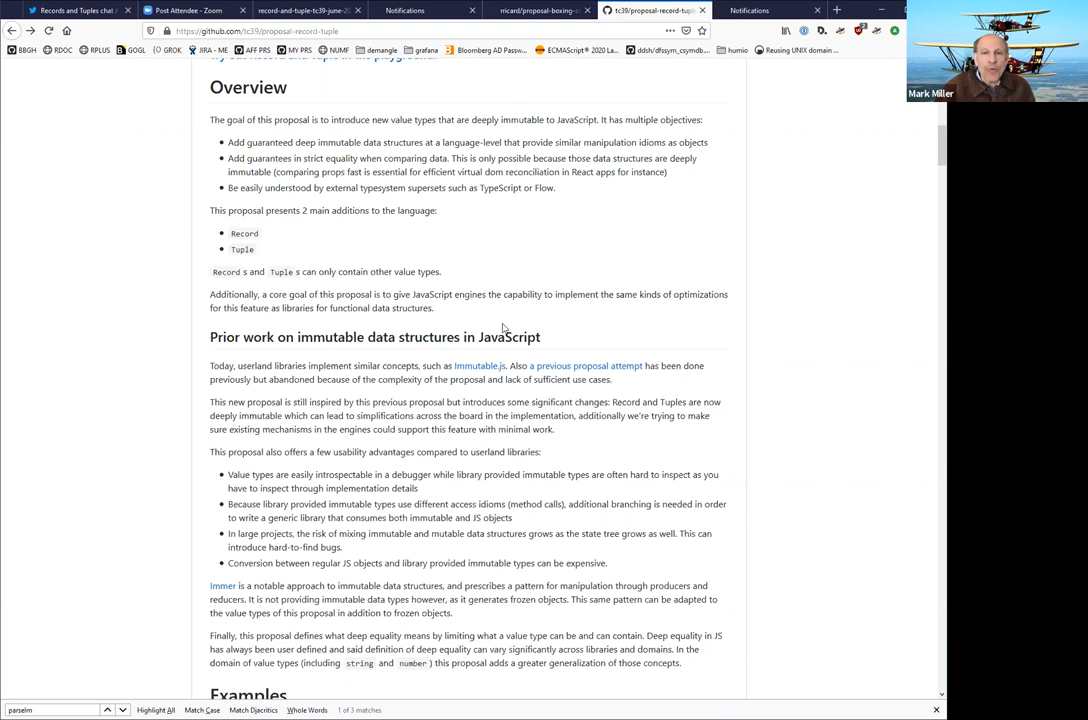 Records and Tuples chat /
Post Attendee - Zoom
record-and-tuple-tc39-june-2
Notifications
rricard/proposal-boxing-
tc39/proposal-record-tuple
Notifications
https://github.com/tc39/proposal-record-tuple
BBGH RDOC RPLUS GOGL GROK JIRA - ME AFF PRS MY PRS NUMF demangle grafana Bloomberg AD Passw... ECMAScript® 2020 La... ddsh/dfssym_csymdb... humio Reusing UNIX domain ...
Mark Miller
Try out Record and Tuple in the playground!
Overview
The goal of this proposal is to introduce new value types that are deeply immutable to JavaScript. It has multiple objectives:
Add guaranteed deep immutable data structures at a language-level that provide similar manipulation idioms as objects
Add guarantees in strict equality when comparing data. This is only possible because those data structures are deeply
immutable (comparing props fast is essential for efficient virtual dom reconciliation in React apps for instance)
Be easily understood by external typesystem supersets such as TypeScript or Flow.
This proposal presents 2 main additions to the language:
Record
Tuple
Record s and Tuple s can only contain other value types.
Additionally, a core goal of this proposal is to give JavaScript engines the capability to implement the same kinds of optimizations
for this feature as libraries for functional data structures.
Prior work on immutable data structures in JavaScript
Today, userland libraries implement similar concepts, such as Immutable.js. Also a previous proposal attempt has been done
previously but abandoned because of the complexity of the proposal and lack of sufficient use cases.
This new proposal is still inspired by this previous proposal but introduces some significant changes: Record and Tuples are now
deeply immutable which can lead to simplifications across the board in the implementation, additionally we're trying to make
sure existing mechanisms in the engines could support this feature with minimal work.
This proposal also offers a few usability advantages compared to userland libraries:
Value types are easily introspectable in a debugger while library provided immutable types are often hard to inspect as you
have to inspect through implementation details
Because library provided immutable types use different access idioms (method calls), additional branching is needed in order
to write a generic library that consumes both immutable and JS objects
In large projects, the risk of mixing immutable and mutable data structures grows as the state tree grows as well. This can
introduce hard-to-find bugs.
Conversion between regular JS objects and library provided immutable types can be expensive.
Immer is a notable approach to immutable data structures, and prescribes a pattern for manipulation through producers and
reducers. It is not providing immutable data types however, as it generates frozen objects. This same pattern can be adapted to
the value types of this proposal in addition to frozen objects.
Finally, this proposal defines what deep equality means by limiting what a value type can be and can contain. Deep equality in JS
has always been user defined and said definition of deep equality can vary significantly across libraries and domains. In the
domain of value types (including string and number ) this proposal adds a greater generalization of those concepts.
Examples
parselm Highlight All Match Case Match Diacritics Whole Words 1 of 3 matches